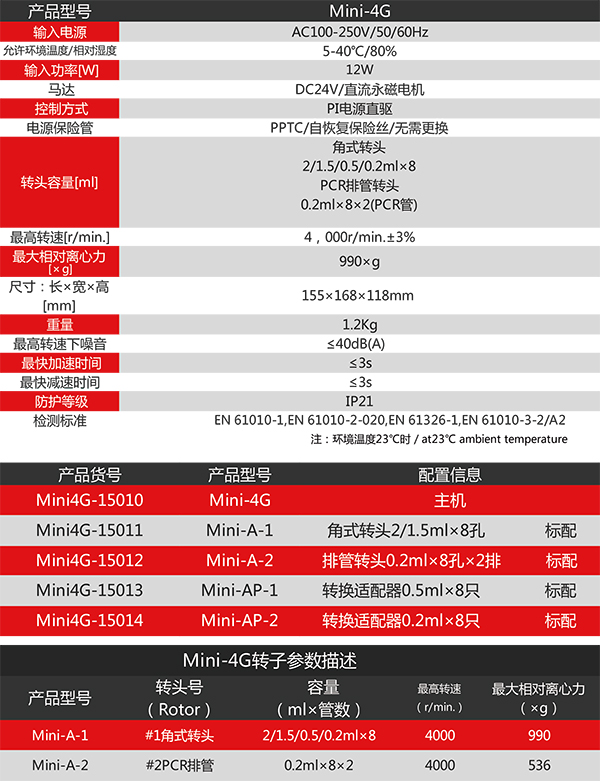 产品型号 Mini-4G
输入电源 AC100-250V/50/60Hz
允许环境温度/相对湿度 5-40℃/80%
输入功率[W] 12W
马达 DC24V/直流永磁电机
控制方式 PI电源直驱
电源保险管 PPTC/自恢复保险丝/无需更换
角式转头
2/1.5/0.5/0.2ml×8
转头容量[ml] PCR排管转头
0.2ml×8×2(PCR管)
最高转速[r/min.] 4，000r/min.±3%
最大相对离心力
[×g] 990×g
尺寸：长×宽×高
[mm] 155×168×118mm
重量 1.2Kg
最高转速下噪音 ≤40dB(A)
最快加速时间 ≤3s
最快减速时间 ≤3s
防护等级 IP21
检测标准 EN 61010-1,EN 61010-2-020,EN 61326-1,EN 61010-3-2/A2
注：环境温度23℃时 / at23℃ ambient temperature
产品货号 产品型号 配置信息
Mini4G-15010 Mini-4G 主机
Mini4G-15011 Mini-A-1 角式转头2/1.5ml×8孔 标配
Mini4G-15012 Mini-A-2 排管转头0.2ml×8孔×2排 标配
Mini4G-15013 Mini-AP-1 转换适配器0.5ml×8只 标配
Mini4G-15014 Mini-AP-2 转换适配器0.2ml×8只 标配
Mini-4G转子参数描述
产品型号 转头号 容量 最高转速 最大相对离心力
（Rotor） （ml×管数） （r/min.） （×g）
Mini-A-1 #1角式转头 2/1.5/0.5/0.2ml×8 4000 990
Mini-A-2 #2PCR排管 0.2ml×8×2 4000 536